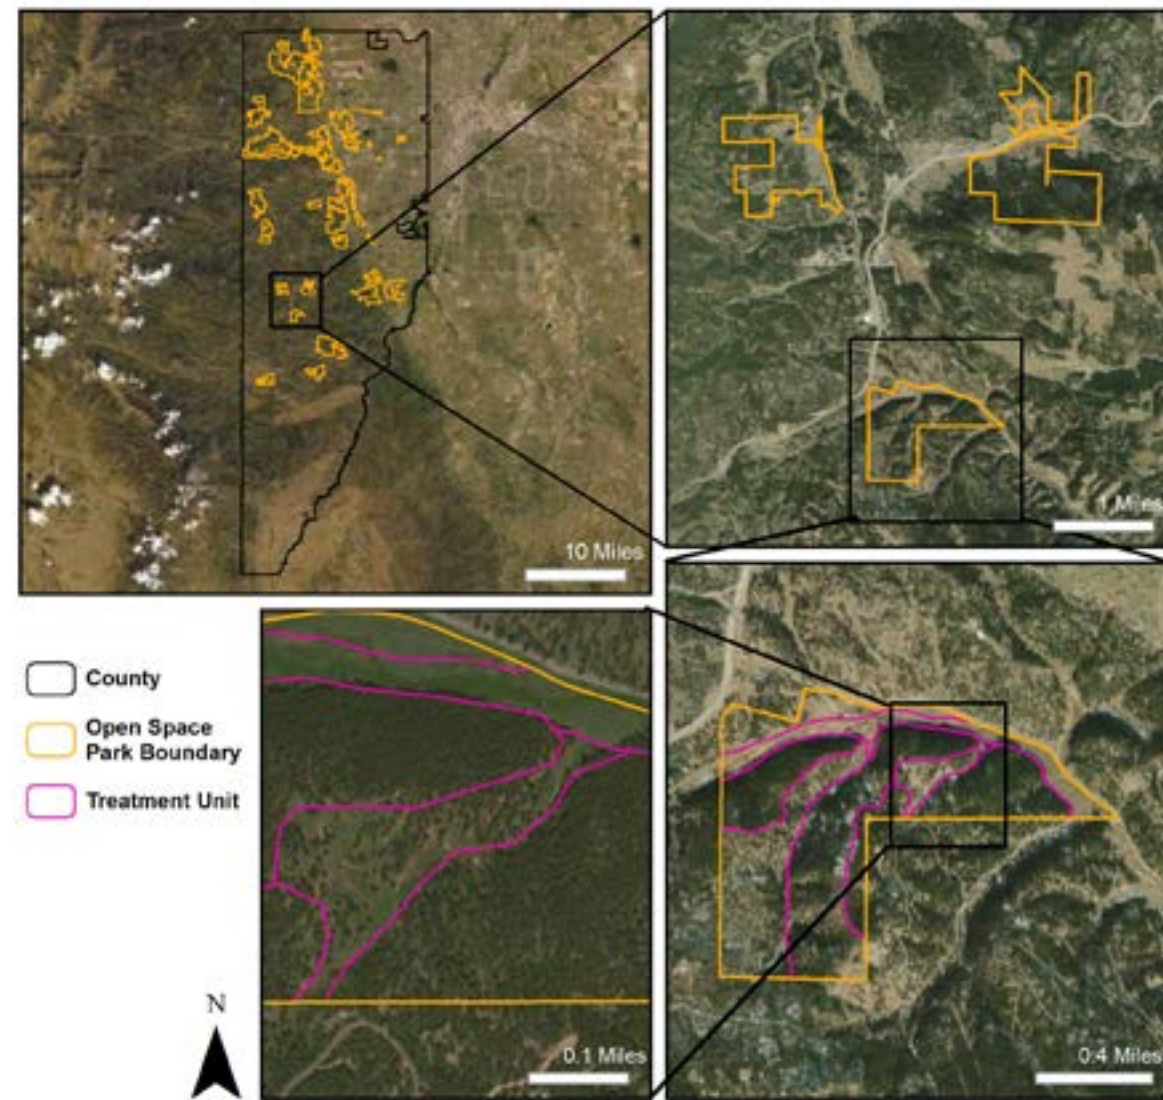 10 Miles
1 Miles
County
Open Space
Park Boundary
Treatment Unit
N
0.1 Miles
0.4 Miles